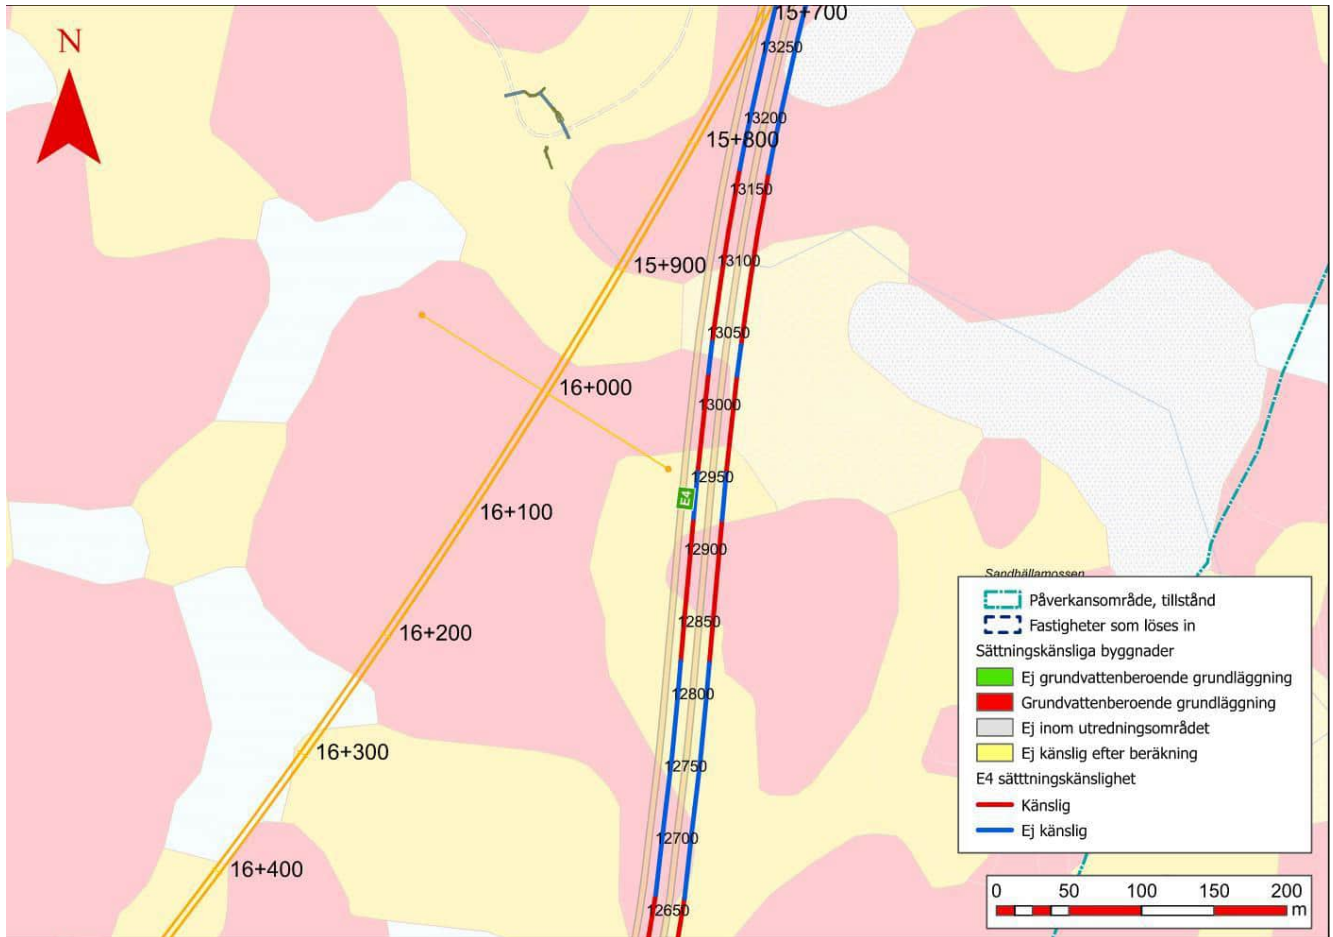 15+700
N
13250
13200
15+800
13150
15+900
13100
13050
16+000
13000
12950
E4
16+100
12900
Sandhällamossen
12850
16+200
12800
16+300
12750
12700
16+400
12650
Påverkansområde, tillstånd
Fastigheter som löses in
Sättningskänsliga byggnader
Ej grundvattenberoende grundläggning
Grundvattenberoende grundläggning
Ej inom utredningsområdet
Ej känslig efter beräkning
E4 sätttningskänslighet
Känslig
Ej känslig
0 50 100 150 200
m